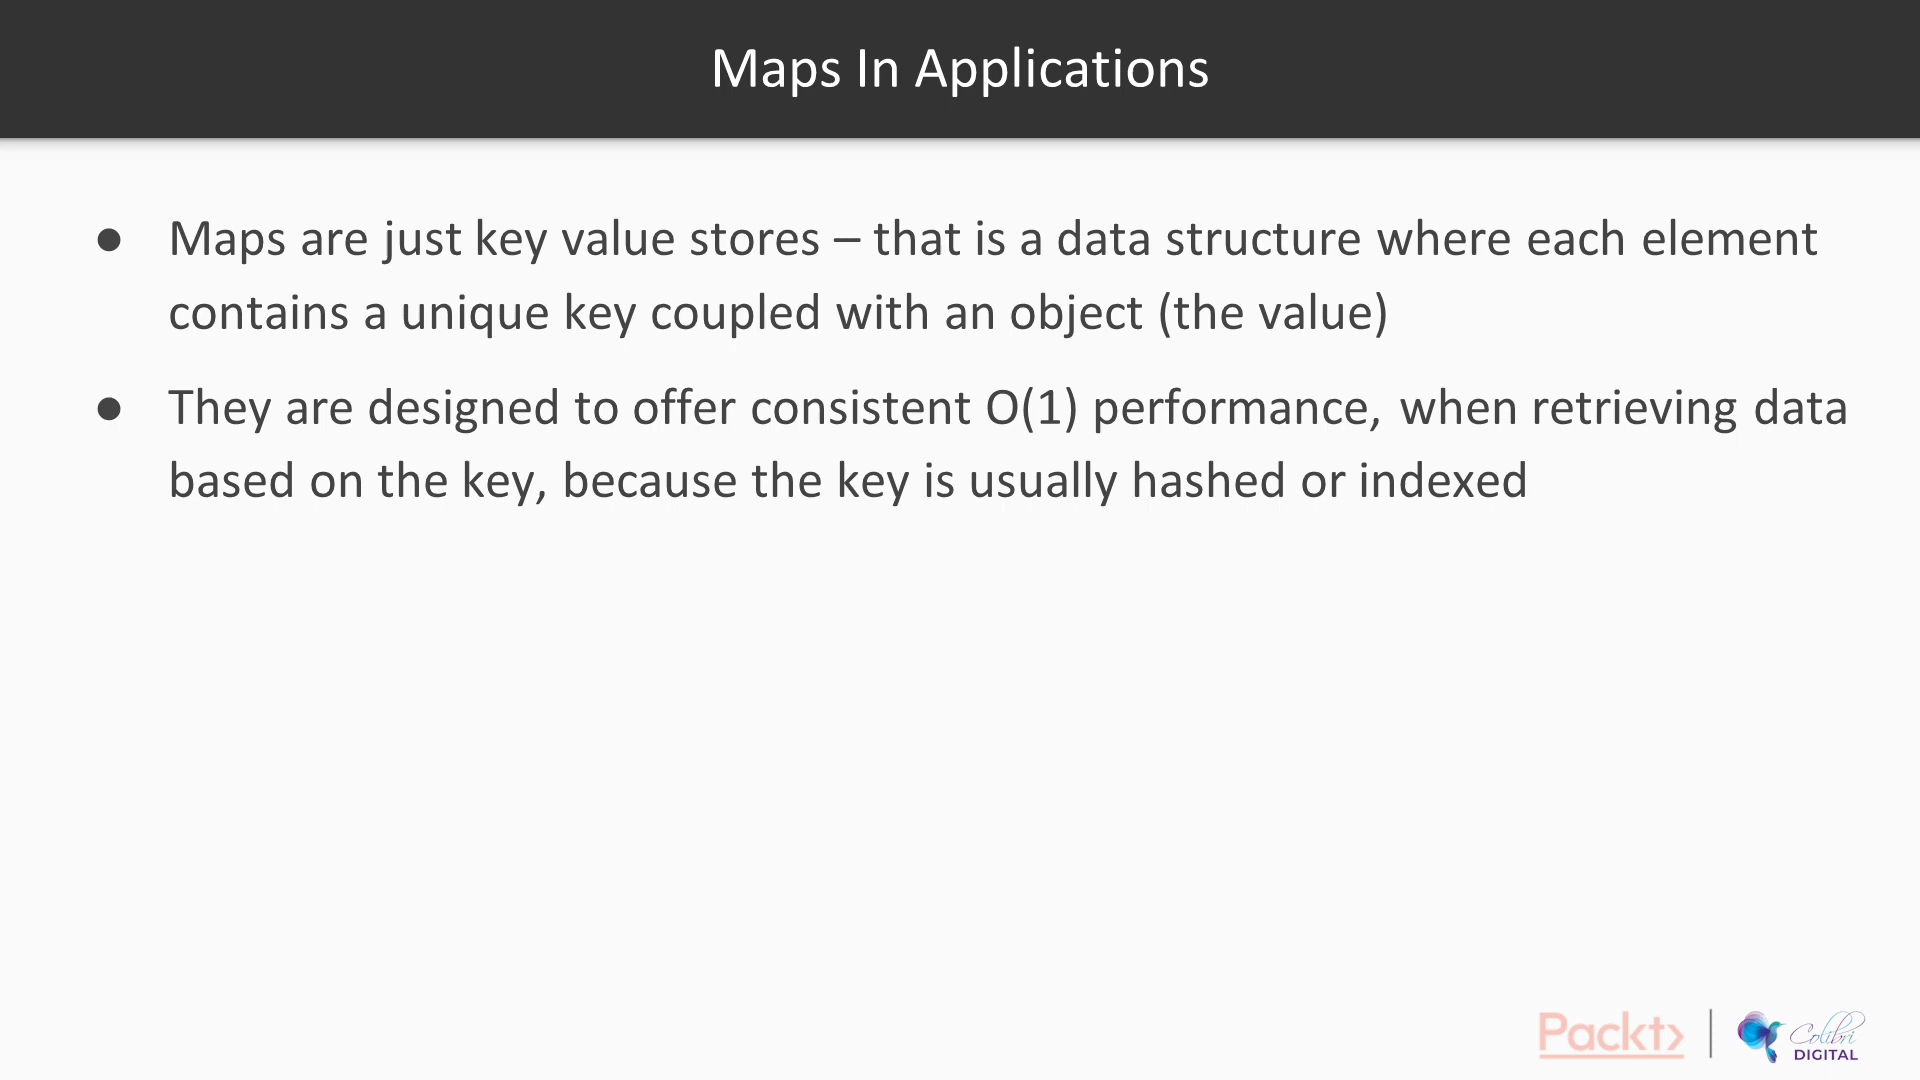 Maps In Applications
● Maps are just key value stores – that is a data structure where each element
contains a unique key coupled with an object (the value)
● They are designed to offer consistent O(1) performance, when retrieving data
based on the key, because the key is usually hashed or indexed
Packt>
Colibri
DIGITAL